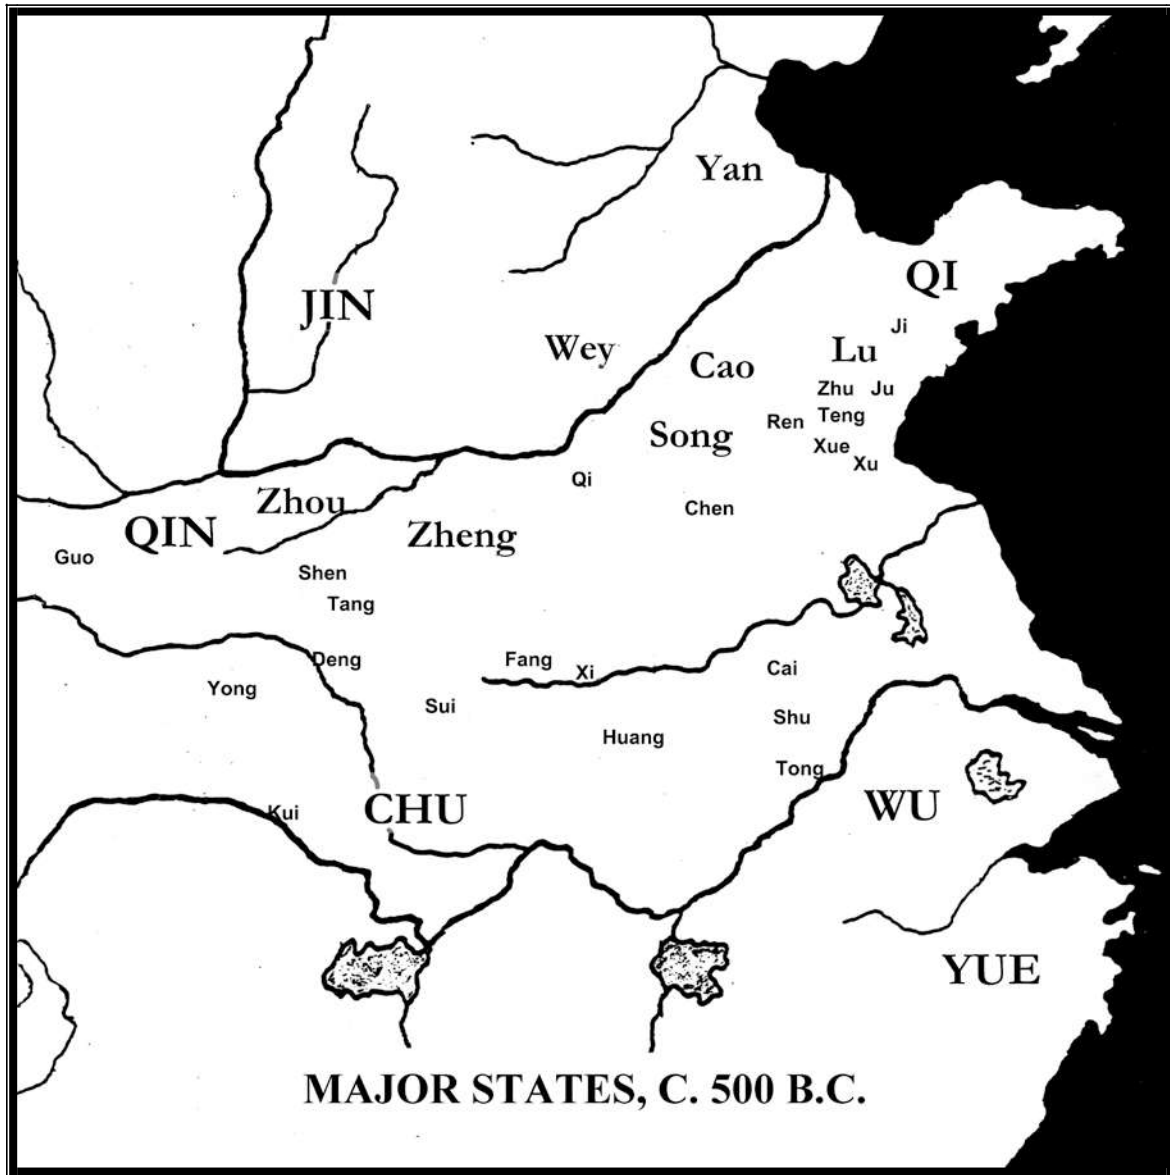 Yan
QI
JIN
Ji
Wey
Lu
Cao
Zhu
Ju
Teng
Ren
Song
Xue
Xu
Qi
Zhou
Chen
QIN
Zheng
Guo
Shen
Tang
Deng
Fang
Xi
Cai
Yong
Sui
Shu
Huang
Tong
WU
CHU
Kui
YUE
MAJOR STATES, C. 500 B.C.